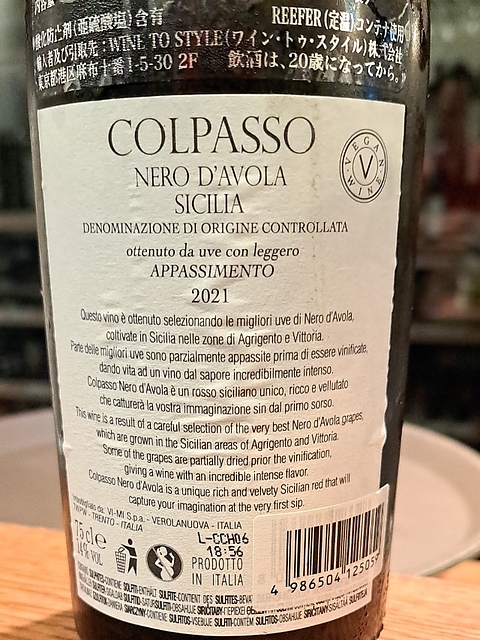 内容量
酸化防止剤(亜硫酸塩)含有 REEFER(定温)コンテナ使用
輸入者及び引取先:WINE TO STYLE(ワイン・トゥ・スタイル)株式会社
東京都港区麻布十番1-5-30 2F 飲酒は、20歳になってから。
COLPASSO
VEGAN
V
WINE
NERO D'AVOLA
SICILIA
DENOMINAZIONE DI ORIGINE CONTROLLATA
ottenuto da uve con leggero
APPASSIMENTO
2021
Questo vino è ottenuto selezionando le migliori uve di Nero d'Avola,
coltivate in Sicilia nelle zone di Agrigento e Vittoria.
Parte delle migliori uve sono parzialmente appassite prima di essere vinificate,
dando vita ad un vino dal sapore incredibilmente intenso.
Colpasso Nero d'Avola è un rosso siciliano unico, ricco e vellutato
che catturerà la vostra immaginazione sin dal primo sorso.
This wine is a result of a careful selection of the very best Nero d'Avola grapes,
which are grown in the Sicilian areas of Agrigento and Vittoria.
Some of the grapes are partially dried prior the vinification,
giving a wine with an incredible intense flavor.
Colpasso Nero d'Avola is a unique rich and velvety Sicilian red that will
capture your imagination at the very first sip.
Imbottigliato da: VI-MI S.p.A. - VEROLANUOVA - ITALIA
TWPW - TRENTO - ITALIA
75 cl e
14% VOL
L-CCH06
18:56
PRODOTTO
IN ITALIA
4 986504 12505